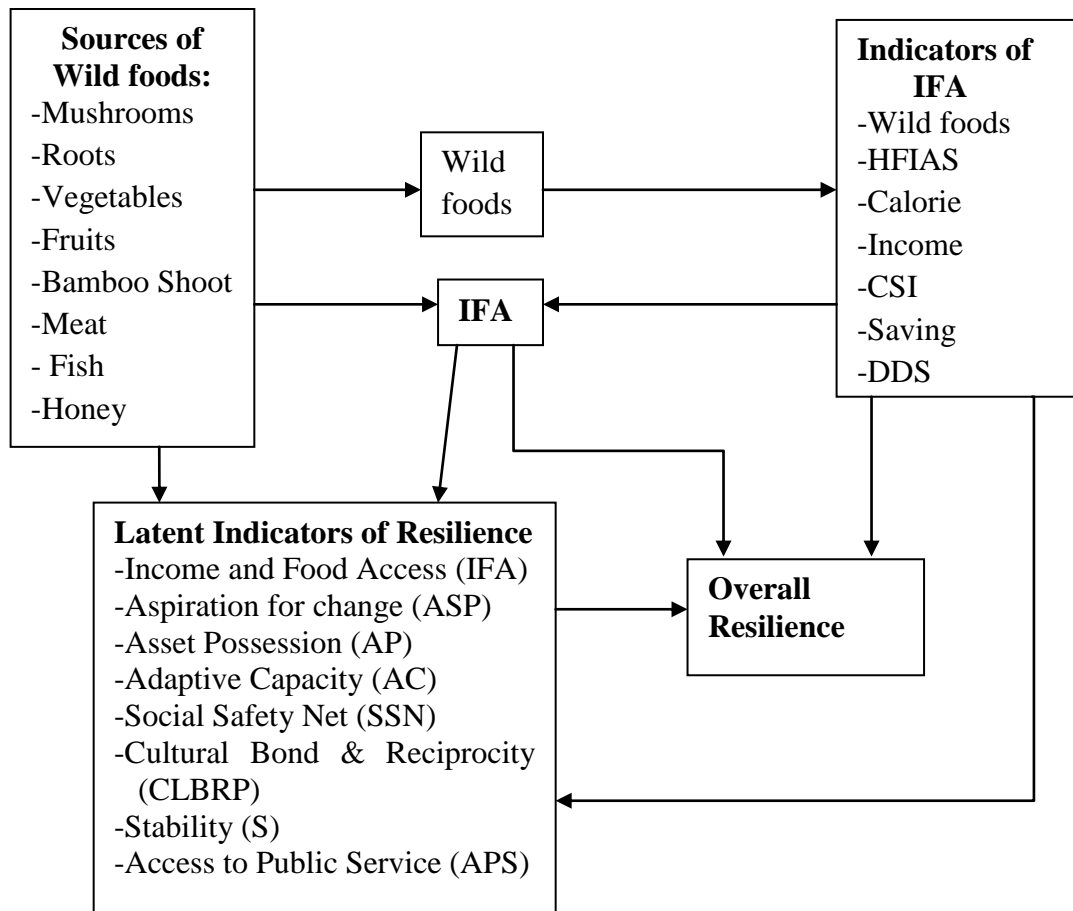 Sources of
Wild foods:
-Mushrooms
-Roots
-Vegetables
-Fruits
-Bamboo Shoot
-Meat
- Fish
-Honey
Wild
foods
IFA
Indicators of
IFA
-Wild foods
-HFIAS
-Calorie
-Income
-CSI
-Saving
-DDS
Latent Indicators of Resilience
-Income and Food Access (IFA)
-Aspiration for change (ASP)
-Asset Possession (AP)
-Adaptive Capacity (AC)
-Social Safety Net (SSN)
-Cultural Bond & Reciprocity
(CLBRP)
-Stability (S)
-Access to Public Service (APS)
Overall
Resilience